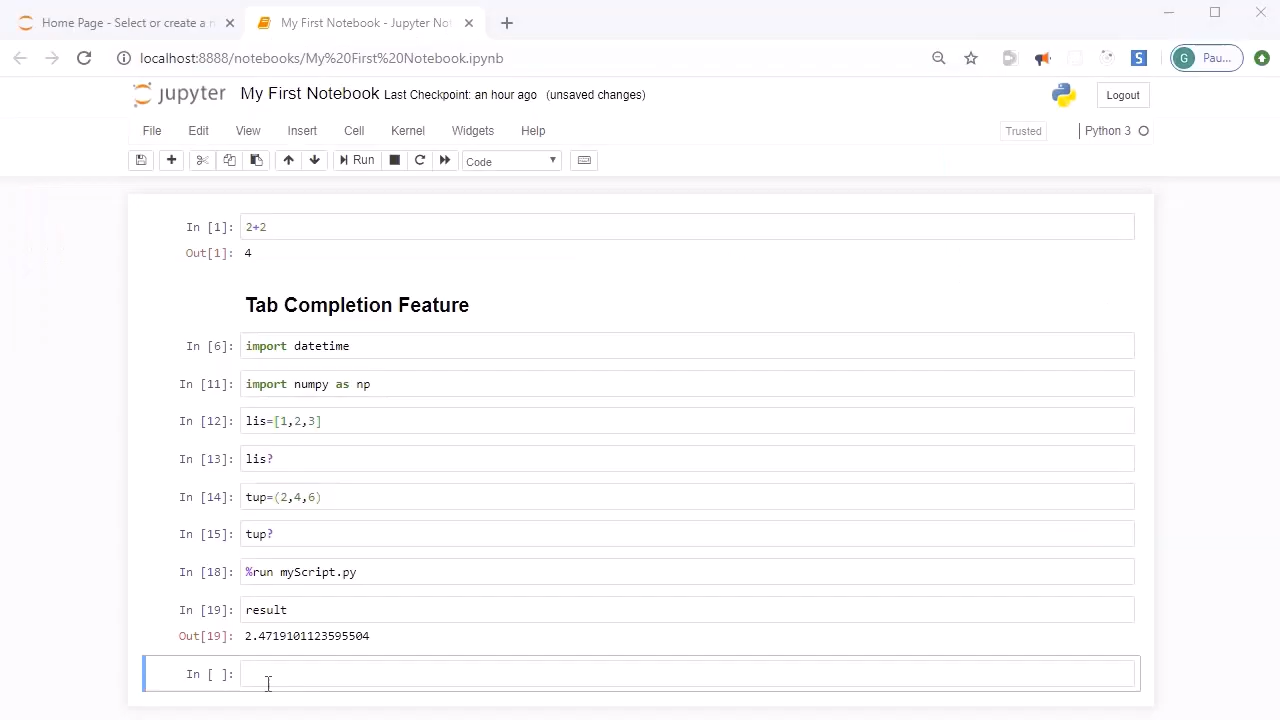 Home Page - Select or create a n
My First Notebook - Jupyter Not
localhost:8888/notebooks/My%20First%20Notebook.ipynb
S
G Pau...
jupyter My First Notebook Last Checkpoint: an hour ago (unsaved changes)
Logout
File Edit View Insert Cell Kernel Widgets Help
Trusted Python 3
Run Code
In [1]: 2+2
Out[1]: 4
Tab Completion Feature
In [6]: import datetime
In [11]: import numpy as np
In [12]: lis=[1,2,3]
In [13]: lis?
In [14]: tup=(2,4,6)
In [15]: tup?
In [18]: %run myScript.py
In [19]: result
Out[19]: 2.4719101123595504
In [ ]: